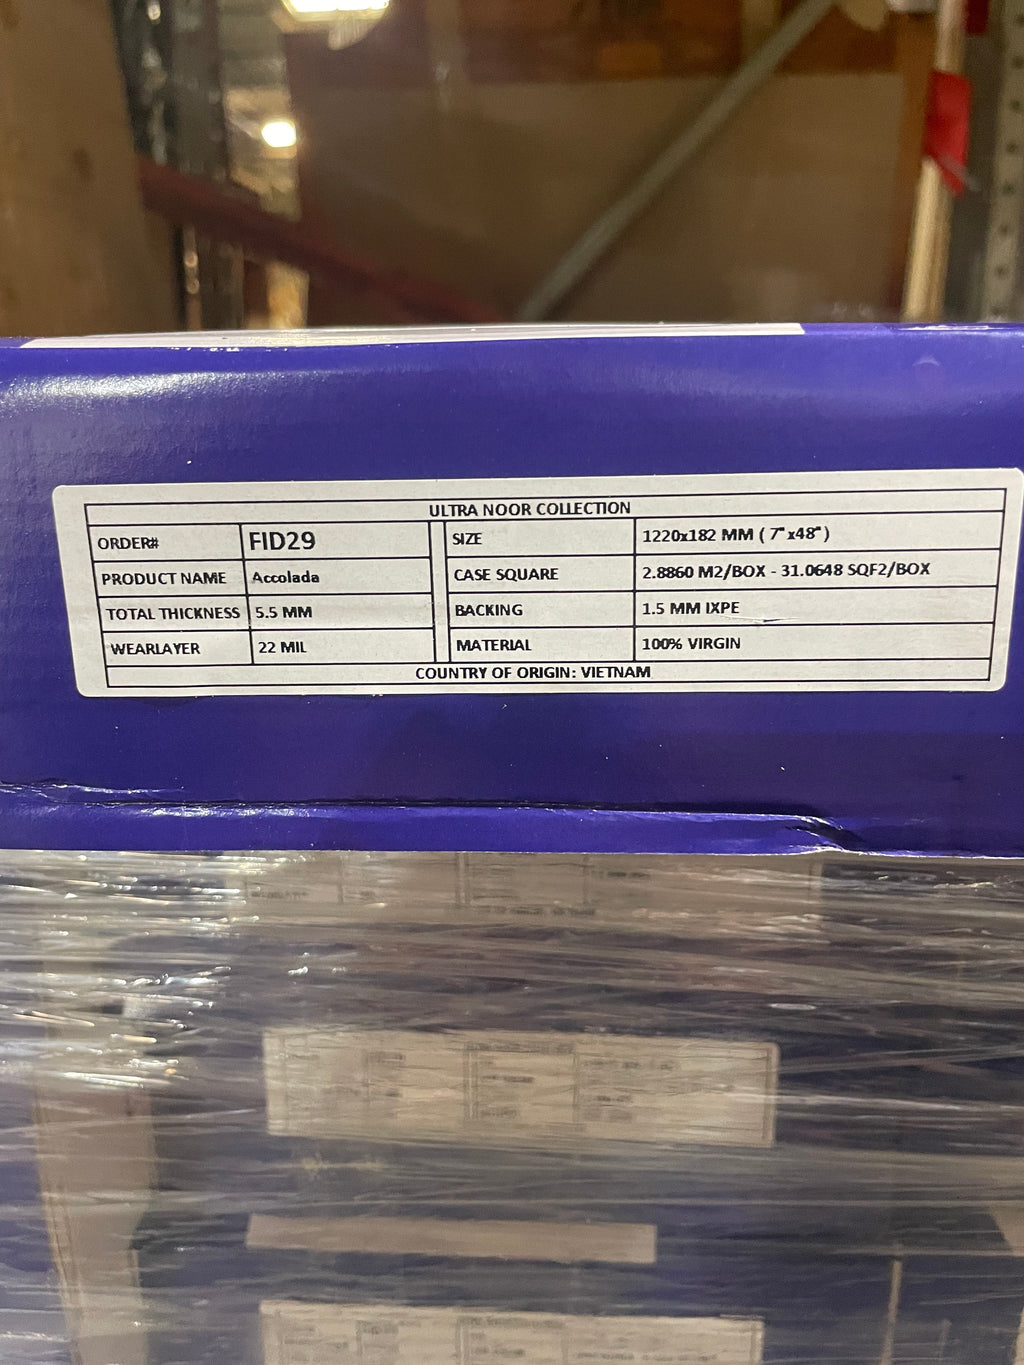 ULTRA NOOR COLLECTION
ORDER# FID29 SIZE 1220x182 MM ( 7"x48" )
PRODUCT NAME Accolada CASE SQUARE 2.8860 M2/BOX - 31.0648 SQF2/BOX
TOTAL THICKNESS 5.5 MM BACKING 1.5 MM IXPE
WEARLAYER 22 MIL MATERIAL 100% VIRGIN
COUNTRY OF ORIGIN: VIETNAM